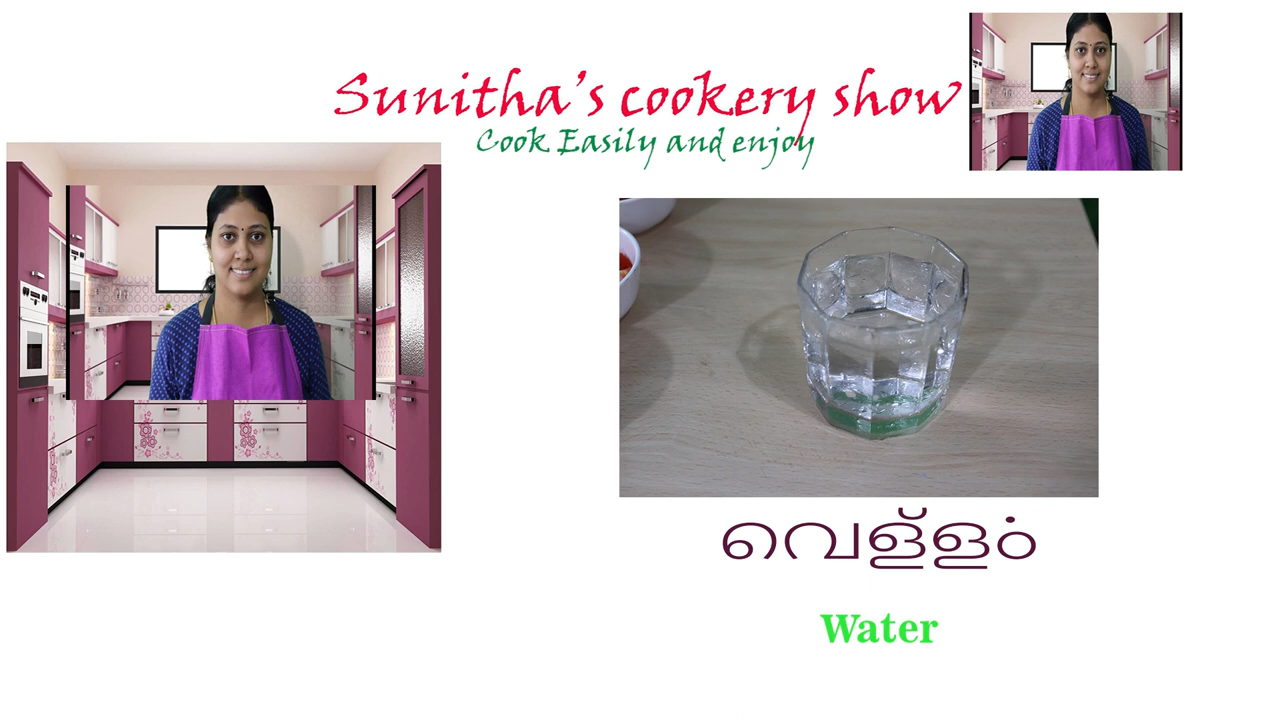 Sunitha's cookery show
Cook Easily and enjoy
വെള്ളം
Water